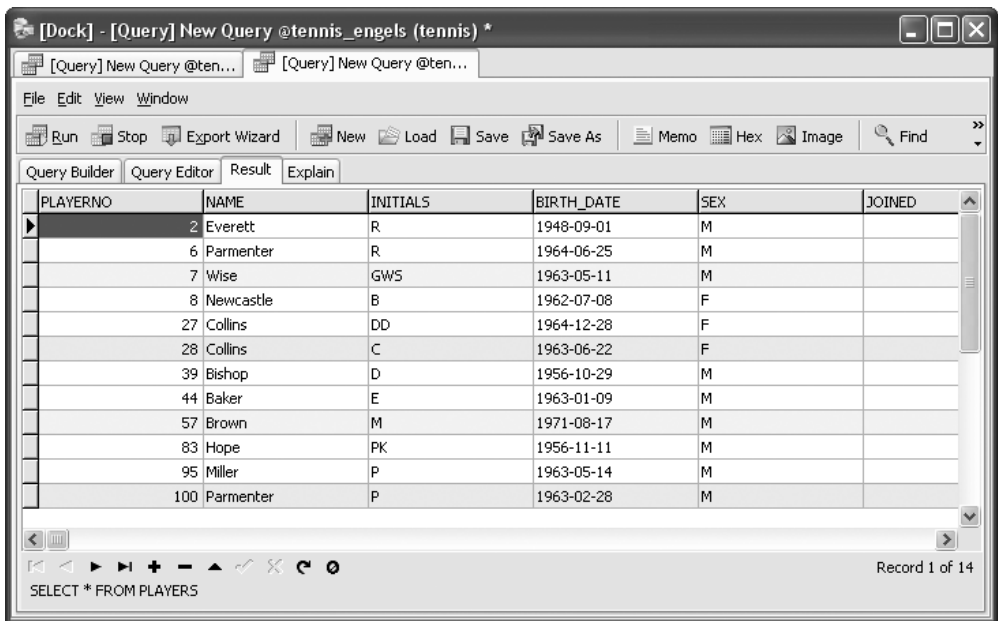 [Dock] - [Query] New Query @tennis_engels (tennis) *
[Query] New Query @ten... [Query] New Query @ten...
File Edit View Window
Run Stop Export Wizard New Load Save Save As Memo Hex Image Find »
Query Builder Query Editor Result Explain
PLAYERNO NAME INITIALS BIRTH_DATE SEX JOINED
2 Everett R 1948-09-01 M
6 Parmenter R 1964-06-25 M
7 Wise GWS 1963-05-11 M
8 Newcastle B 1962-07-08 F
27 Collins DD 1964-12-28 F
28 Collins C 1963-06-22 F
39 Bishop D 1956-10-29 M
44 Baker E 1963-01-09 M
57 Brown M 1971-08-17 M
83 Hope PK 1956-11-11 M
95 Miller P 1963-05-14 M
100 Parmenter P 1963-02-28 M
Record 1 of 14
SELECT * FROM PLAYERS